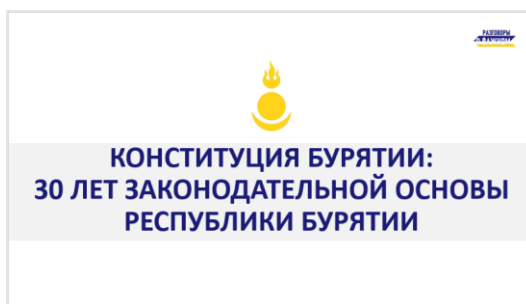 РАЗГОВОРЫ
КОНСТИТУЦИЯ БУРЯТИИ:
30 ЛЕТ ЗАКОНОДАТЕЛЬНОЙ ОСНОВЫ
РЕСПУБЛИКИ БУРЯТИИ